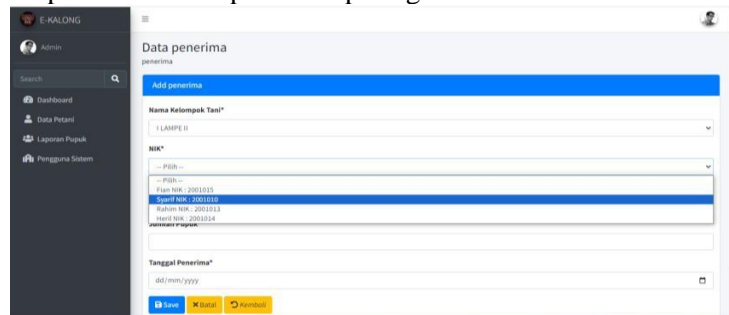 E-KALONG
Admin
Search
Dashboard
Data Petani
Laporan Pupuk
Pengguna Sistem
Data penerima
penerima
Add penerima
Nama Kelompok Tani*
I LAMPE II
NIK*
-- Pilih --
-- Pilih --
Fian NIK : 2001015
Syarif NIK : 2001010
Rahim NIK : 2001013
Heril NIK : 2001014
Jumlah Pupuk
Tanggal Penerima*
dd/mm/yyyy
Save Batal Kembali